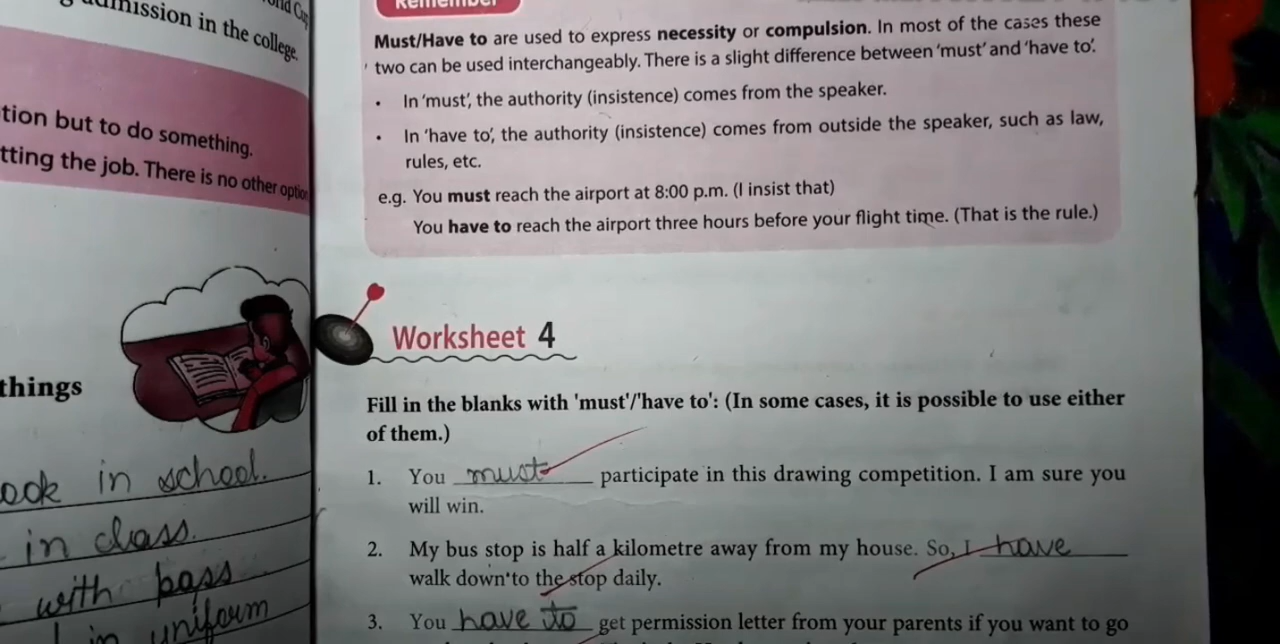 admission in the college.
tion but to do something.
tting the job. There is no other option
things
ook in school.
in class.
with pass
in uniform
Remember
Must/Have to are used to express necessity or compulsion. In most of the cases these
two can be used interchangeably. There is a slight difference between 'must' and 'have to'.
• In 'must', the authority (insistence) comes from the speaker.
• In 'have to', the authority (insistence) comes from outside the speaker, such as law,
rules, etc.
e.g. You must reach the airport at 8:00 p.m. (I insist that)
You have to reach the airport three hours before your flight time. (That is the rule.)
Worksheet 4
Fill in the blanks with 'must'/'have to': (In some cases, it is possible to use either
of them.)
1. You must participate in this drawing competition. I am sure you
will win.
2. My bus stop is half a kilometre away from my house. So, I have
walk down to the stop daily.
3. You have to get permission letter from your parents if you want to go